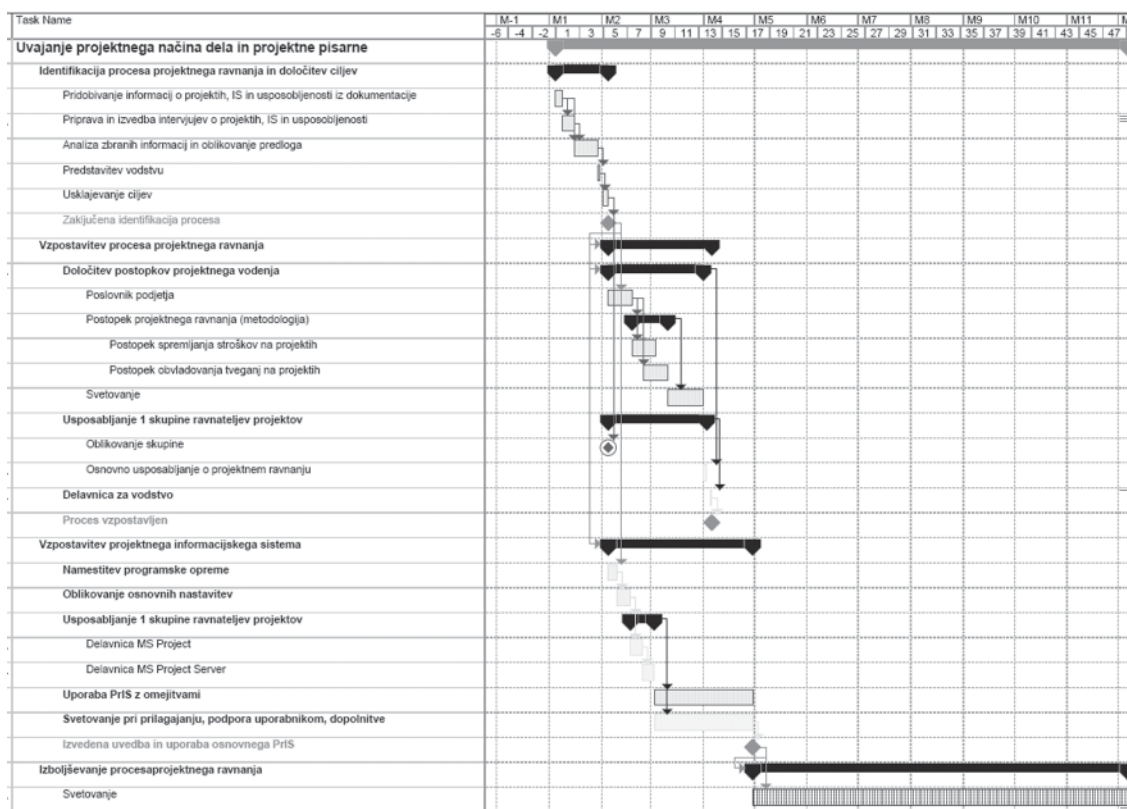 Task Name M-1 M1 M2 M3 M4 M5 M6 M7 M8 M9 M10 M11
-6 -4 -2 1 3 5 7 9 11 13 15 17 19 21 23 25 27 29 31 33 35 37 39 41 43 45 47
Uvajanje projektnega načina dela in projektne pisarne
Identifikacija procesa projektnega ravnanja in določitev ciljev
Pridobivanje informacij o projektih, IS in usposobljenosti iz dokumentacije
Priprava in izvedba intervjujev o projektih, IS in usposobljenosti
Analiza zbranih informacij in oblikovanje predloga
Predstavitev vodstvu
Usklajevanje ciljev
Zaključena identifikacija procesa
Vzpostavitev procesa projektnega ravnanja
Določitev postopkov projektnega vodenja
Poslovnik podjetja
Postopek projektnega ravnanja (metodologija)
Postopek spremljanja stroškov na projektih
Postopek obvladovanja tveganj na projektih
Svetovanje
Usposabljanje 1 skupine ravnateljev projektov
Oblikovanje skupine
Osnovno usposabljanje o projektnem ravnanju
Delavnica za vodstvo
Proces vzpostavljen
Vzpostavitev projektnega informacijskega sistema
Namestitev programske opreme
Oblikovanje osnovnih nastavitev
Usposabljanje 1 skupine ravnateljev projektov
Delavnica MS Project
Delavnica MS Project Server
Uporaba PrIS z omejitvami
Svetovanje pri prilagajanju, podpora uporabnikom, dopolnitve
Izvedena uvedba in uporaba osnovnega PrIS
Izboljševanje procesaprojektnega ravnanja
Svetovanje